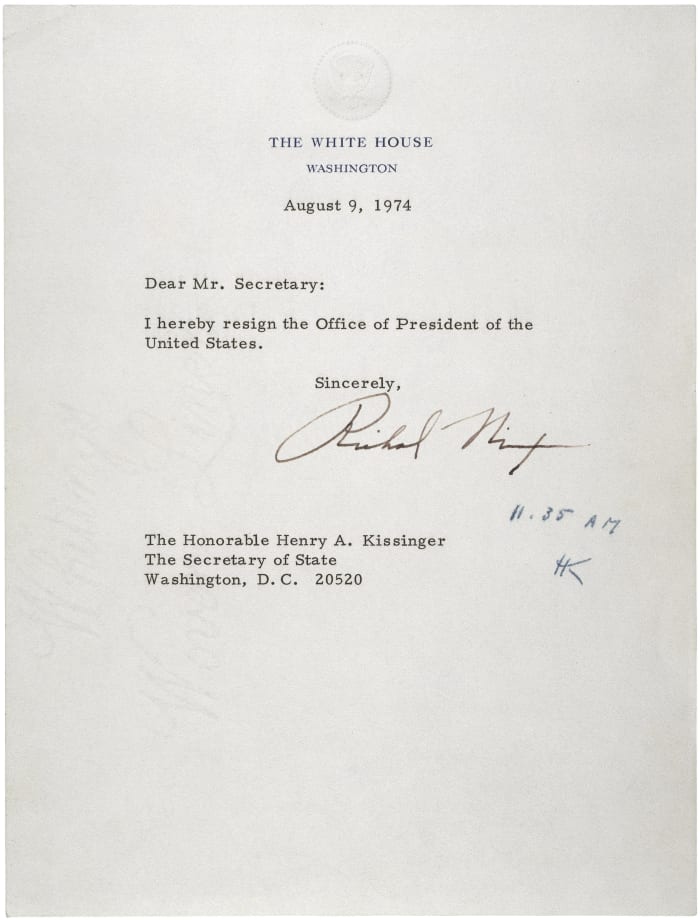 THE WHITE HOUSE
WASHINGTON
August 9, 1974
Dear Mr. Secretary:
I hereby resign the Office of President of the
United States.
Sincerely,
Richard Nixon
11.35 AM
HK
The Honorable Henry A. Kissinger
The Secretary of State
Washington, D.C. 20520